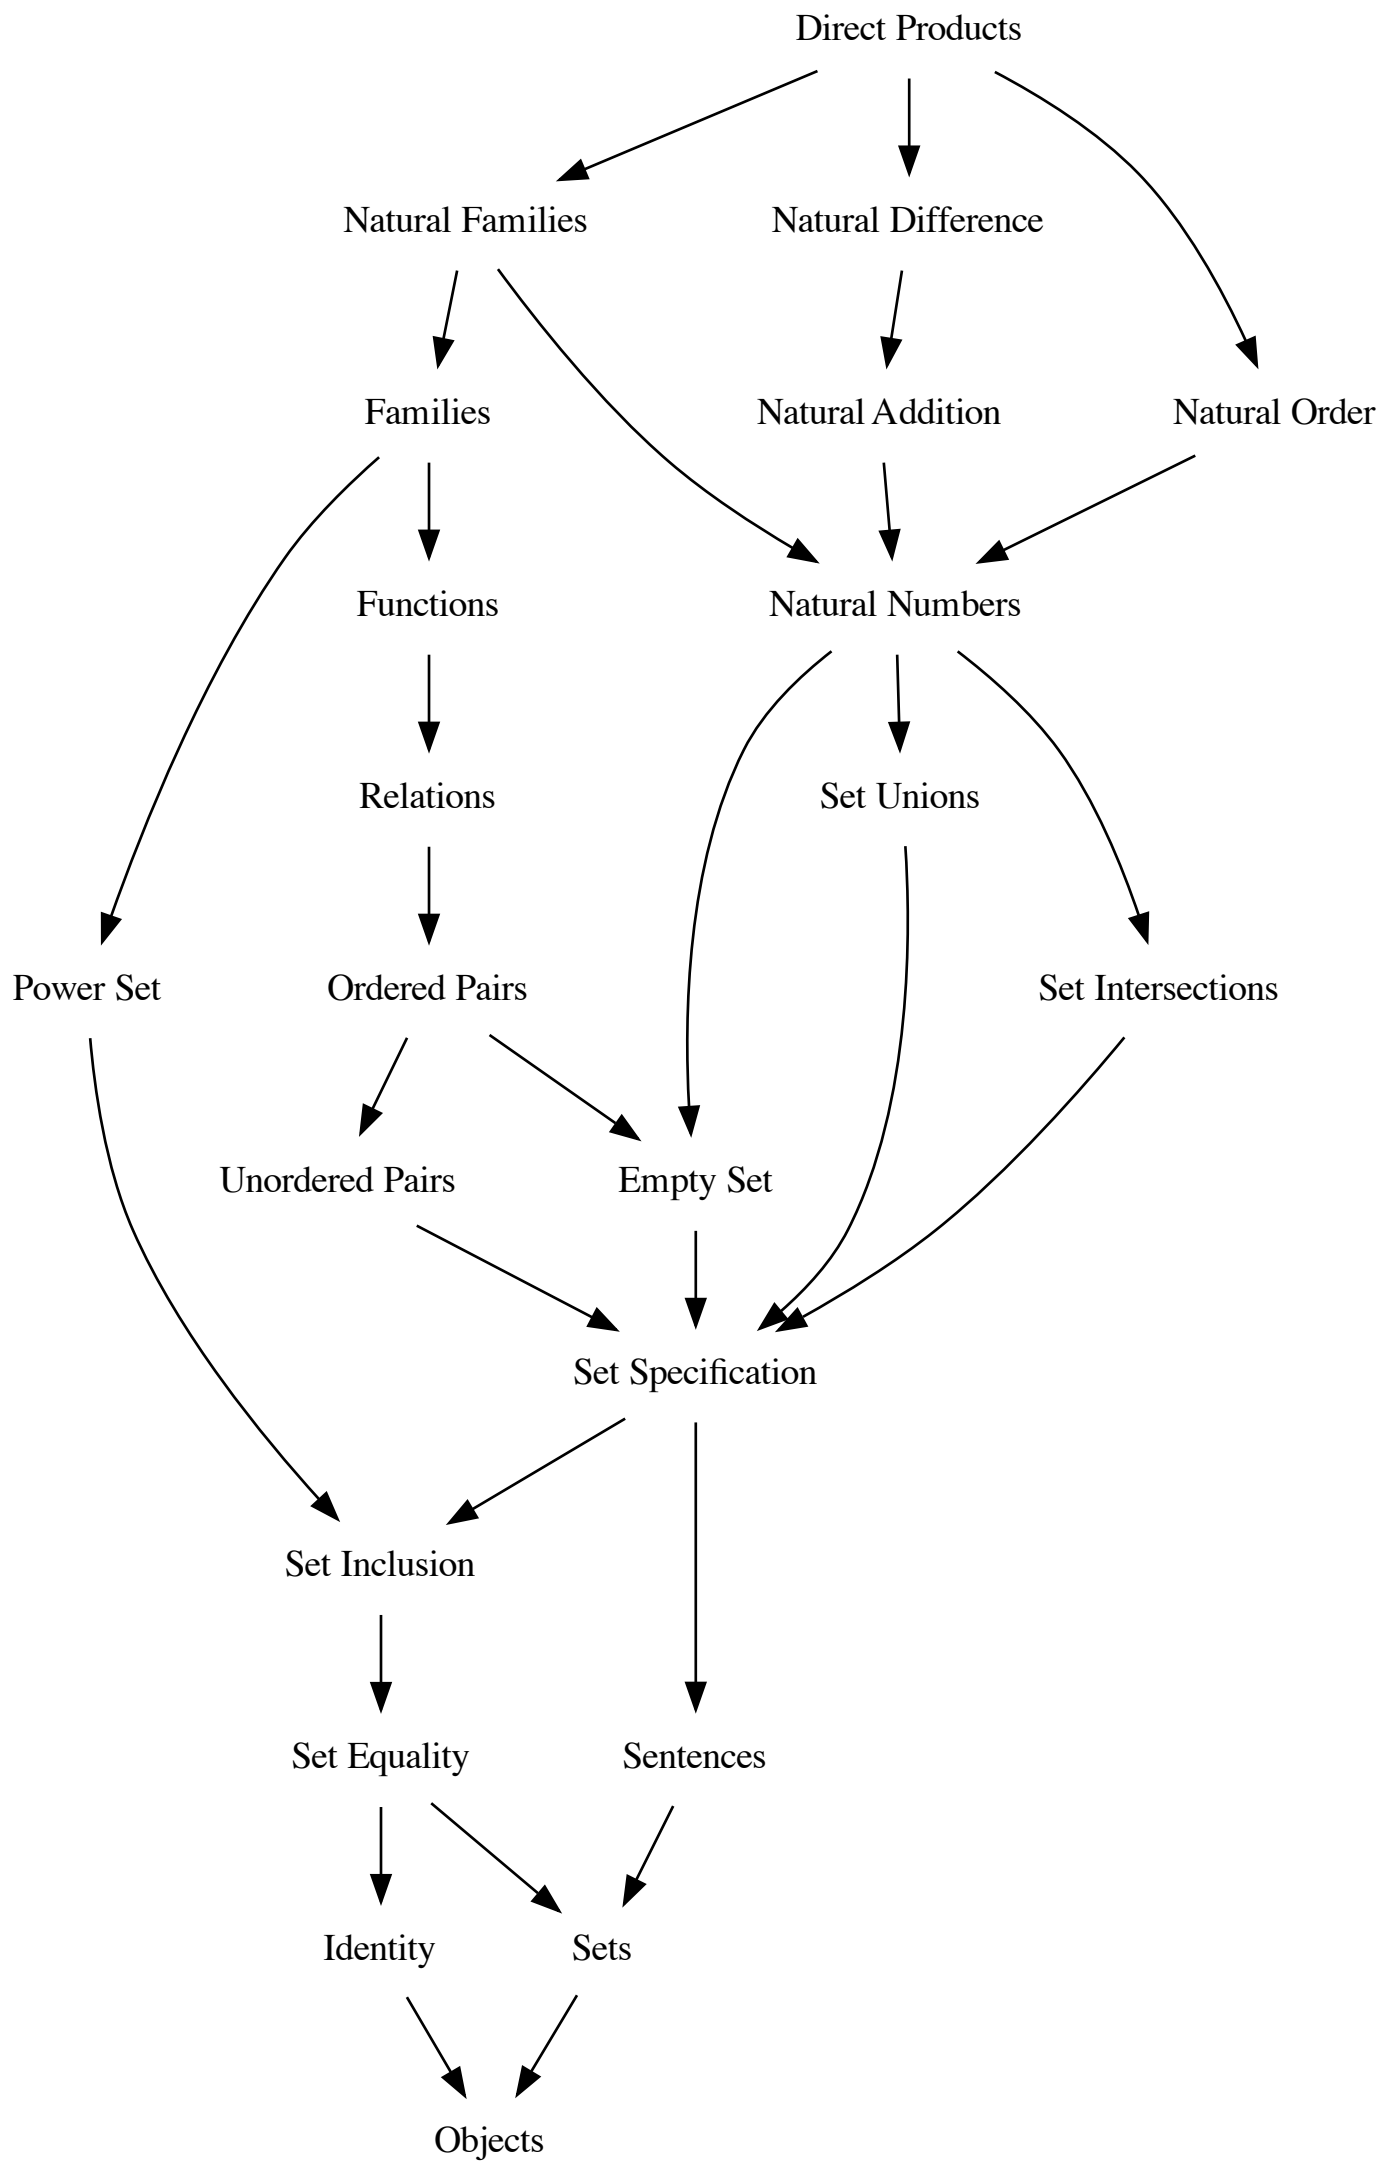 Direct Products
Natural Families
Natural Difference
Families
Natural Addition
Natural Order
Functions
Natural Numbers
Relations
Set Unions
Power Set
Ordered Pairs
Set Intersections
Unordered Pairs
Empty Set
Set Specification
Set Inclusion
Set Equality
Sentences
Identity
Sets
Objects